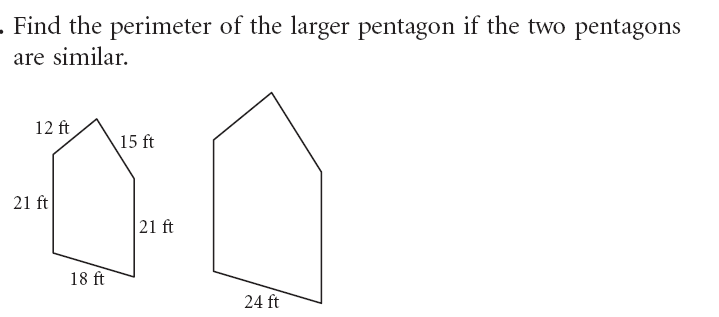 . Find the perimeter of the larger pentagon if the two pentagons
are similar.
12 ft
15 ft
21 ft
21 ft
18 ft
24 ft